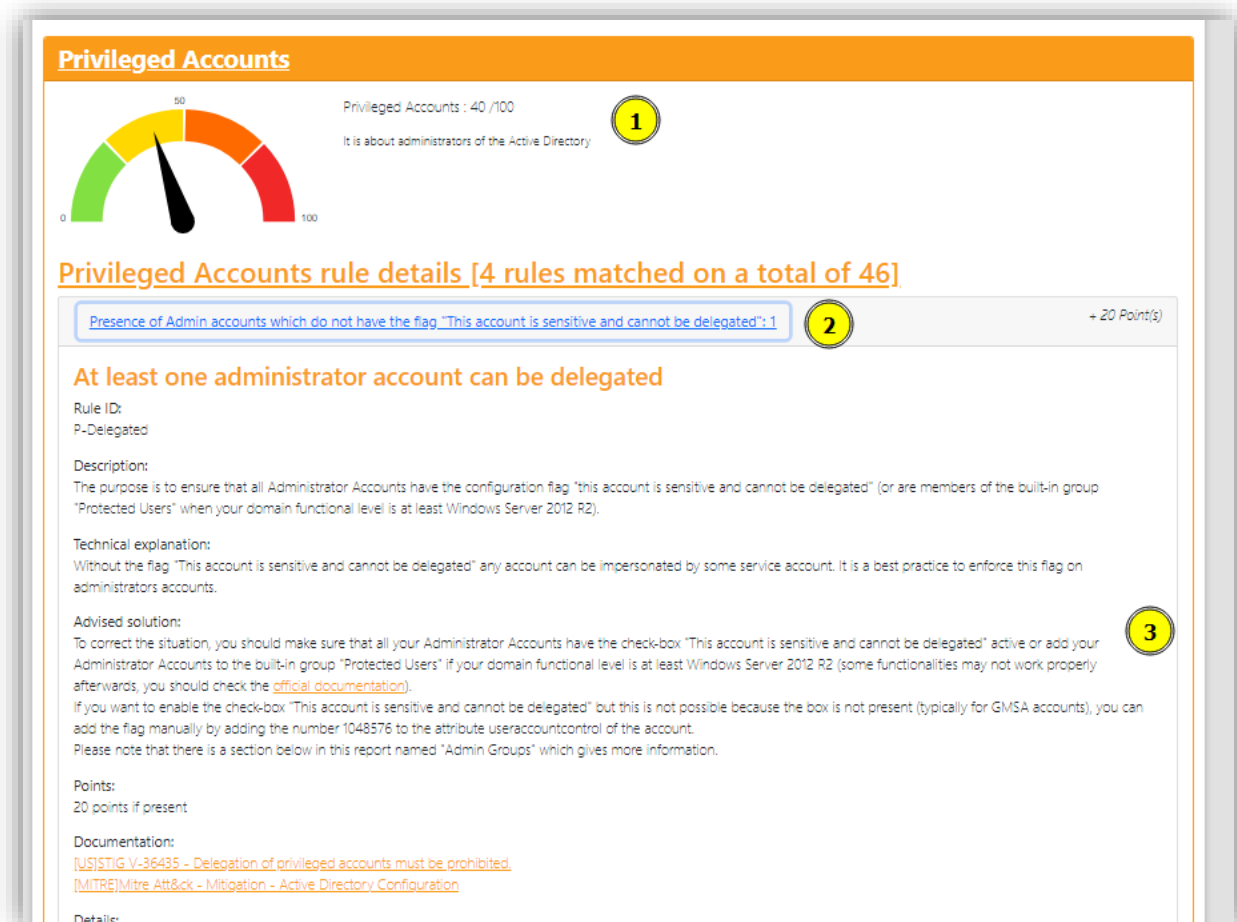 Privileged Accounts
50
0
100
Privileged Accounts : 40 /100
1
It is about administrators of the Active Directory
Privileged Accounts rule details [4 rules matched on a total of 46]
Presence of Admin accounts which do not have the flag "This account is sensitive and cannot be delegated": 1
2
+ 20 Point(s)
At least one administrator account can be delegated
Rule ID:
P-Delegated
Description:
The purpose is to ensure that all Administrator Accounts have the configuration flag "this account is sensitive and cannot be delegated" (or are members of the built-in group
"Protected Users" when your domain functional level is at least Windows Server 2012 R2).
Technical explanation:
Without the flag "This account is sensitive and cannot be delegated" any account can be impersonated by some service account. It is a best practice to enforce this flag on
administrators accounts.
Advised solution:
To correct the situation, you should make sure that all your Administrator Accounts have the check-box "This account is sensitive and cannot be delegated" active or add your
Administrator Accounts to the built-in group "Protected Users" if your domain functional level is at least Windows Server 2012 R2 (some functionalities may not work properly
afterwards, you should check the official documentation).
3
If you want to enable the check-box "This account is sensitive and cannot be delegated" but this is not possible because the box is not present (typically for GMSA accounts), you can
add the flag manually by adding the number 1048576 to the attribute useraccountcontrol of the account.
Please note that there is a section below in this report named "Admin Groups" which gives more information.
Points:
20 points if present
Documentation:
[US]STIG V-36435 - Delegation of privileged accounts must be prohibited.
[MITRE]Mitre Att&ck - Mitigation - Active Directory Configuration
Details: